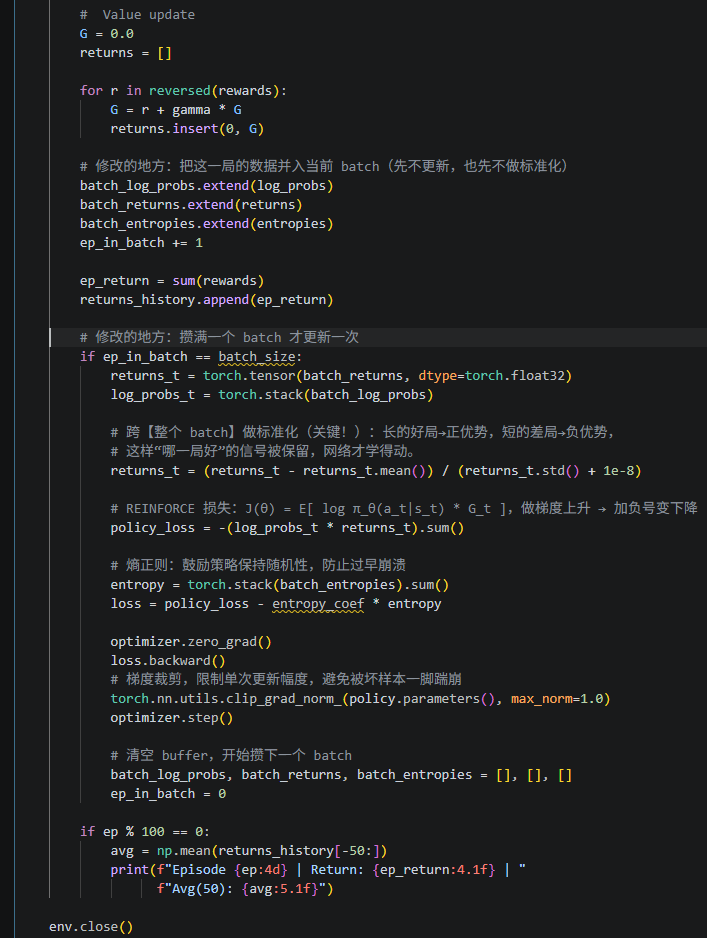 #  Value update
G = 0.0
returns = []
for r in reversed(rewards):
G = r + gamma * G
returns.insert(0, G)
# 修改的地方：把这一局的数据并入当前 batch（先不更新，也先不做标准化）
batch_log_probs.extend(log_probs)
batch_returns.extend(returns)
batch_entropies.extend(entropies)
ep_in_batch += 1
ep_return = sum(rewards)
returns_history.append(ep_return)
# 修改的地方：攒满一个 batch 才更新一次
if ep_in_batch == batch_size:
returns_t = torch.tensor(batch_returns, dtype=torch.float32)
log_probs_t = torch.stack(batch_log_probs)
# 跨【整个 batch】做标准化（关键！）：长的好局→正优势，短的差局→负优势，
# 这样“哪一局好”的信号被保留，网络才学得动。
returns_t = (returns_t - returns_t.mean()) / (returns_t.std() + 1e-8)
# REINFORCE 损失：J(θ) = E[ log π_θ(a_t|s_t) * G_t ]，做梯度上升 → 加负号变下降
policy_loss = -(log_probs_t * returns_t).sum()
# 熵正则：鼓励策略保持随机性，防止过早崩溃
entropy = torch.stack(batch_entropies).sum()
loss = policy_loss - entropy_coef * entropy
optimizer.zero_grad()
loss.backward()
# 梯度裁剪，限制单次更新幅度，避免被坏样本一脚踹崩
torch.nn.utils.clip_grad_norm_(policy.parameters(), max_norm=1.0)
optimizer.step()
# 清空 buffer，开始攒下一个 batch
batch_log_probs, batch_returns, batch_entropies = [], [], []
ep_in_batch = 0
if ep % 100 == 0:
avg = np.mean(returns_history[-50:])
print(f"Episode {ep:4d} | Return: {ep_return:4.1f} | "
f"Avg(50): {avg:5.1f}")
env.close()